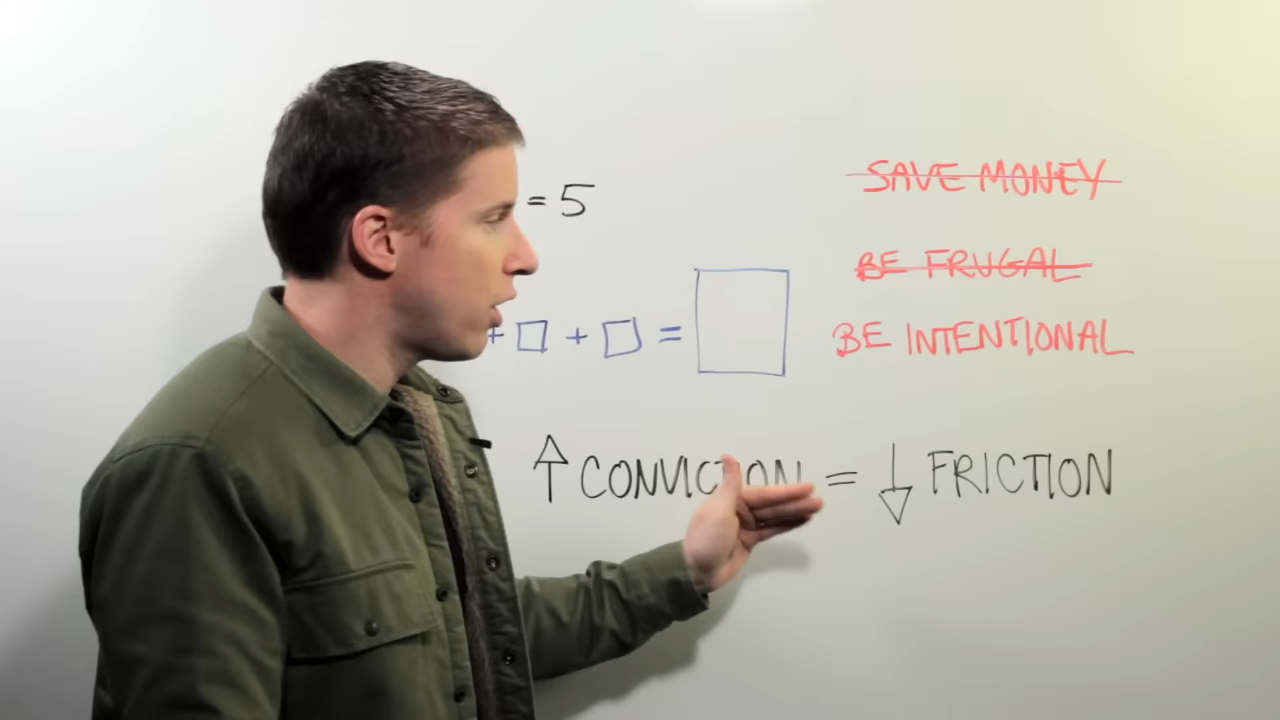 = 5
SAVE MONEY
BE FRUGAL
+ □ + □ = □
BE INTENTIONAL
↑ CONVICTION = ↓ FRICTION